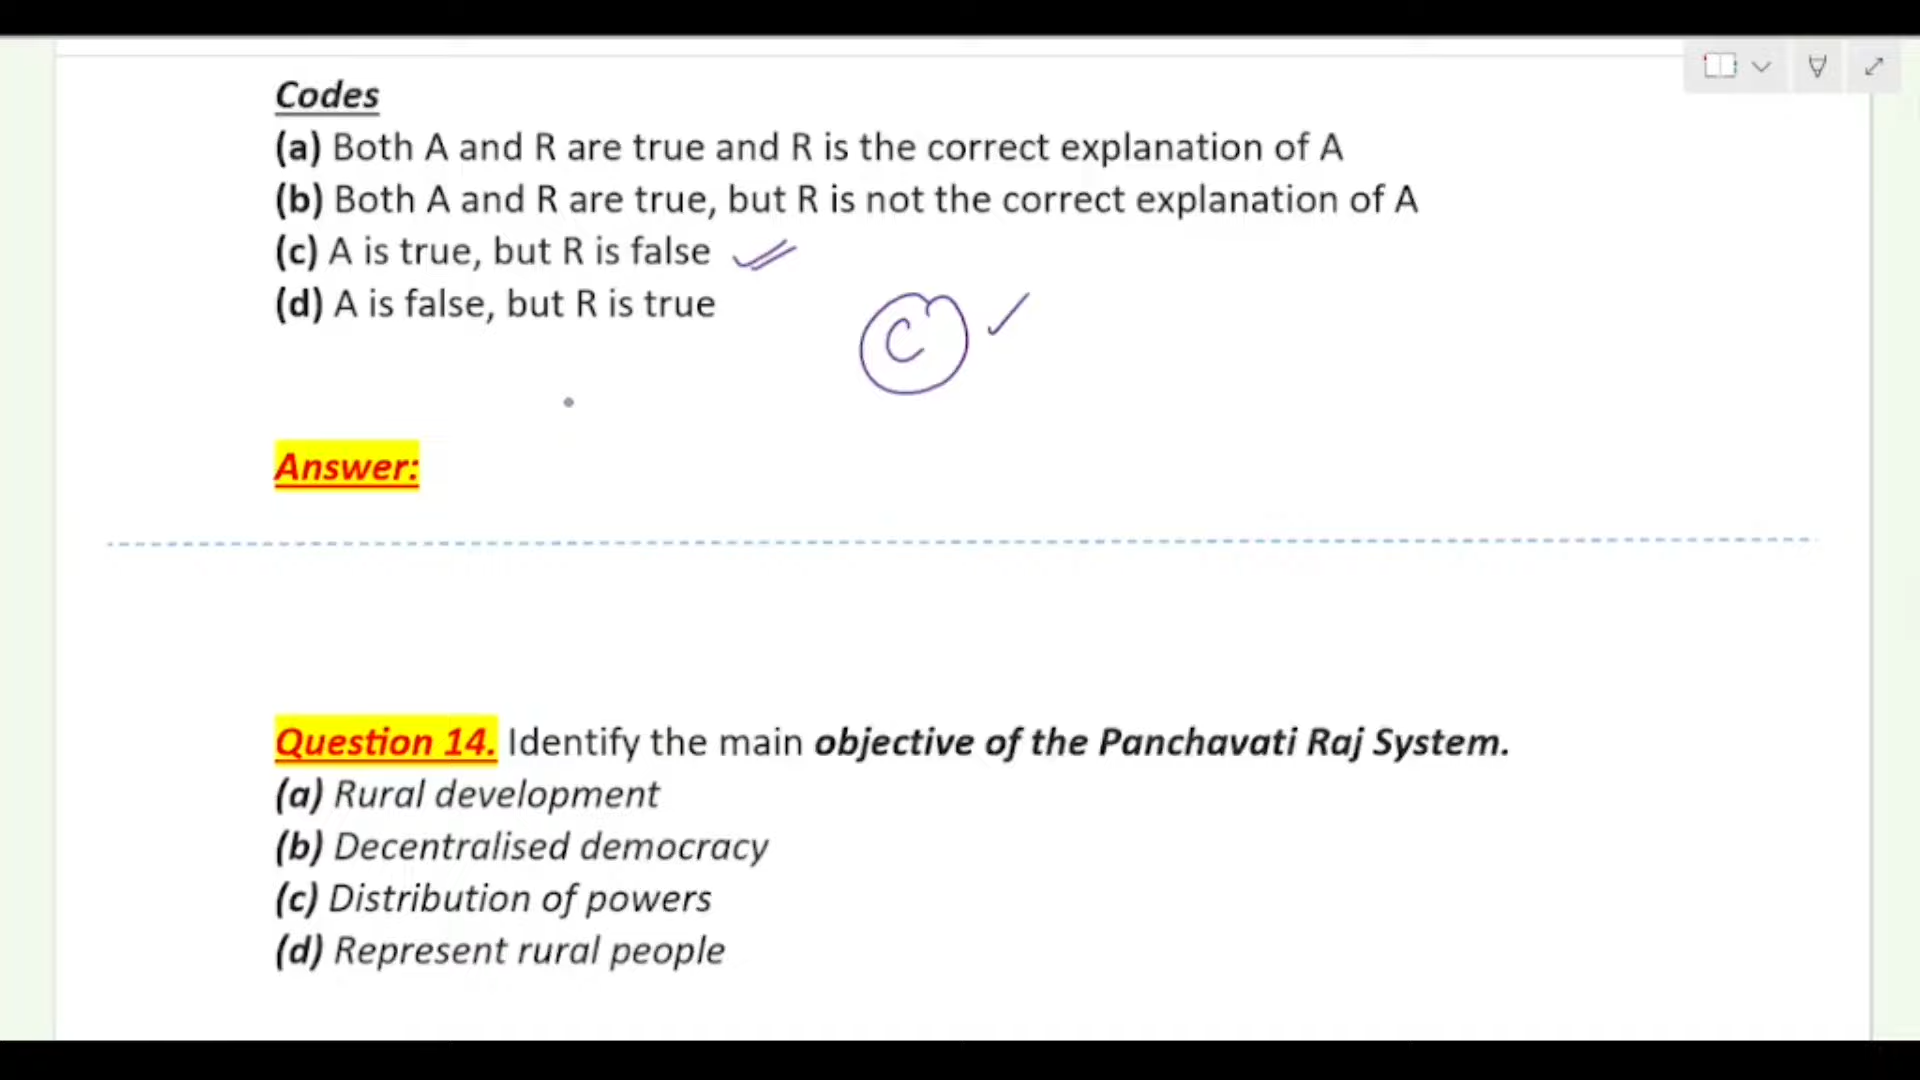 Codes
(a) Both A and R are true and R is the correct explanation of A
(b) Both A and R are true, but R is not the correct explanation of A
(c) A is true, but R is false
(d) A is false, but R is true
C
Answer:
Question 14. Identify the main objective of the Panchavati Raj System.
(a) Rural development
(b) Decentralised democracy
(c) Distribution of powers
(d) Represent rural people